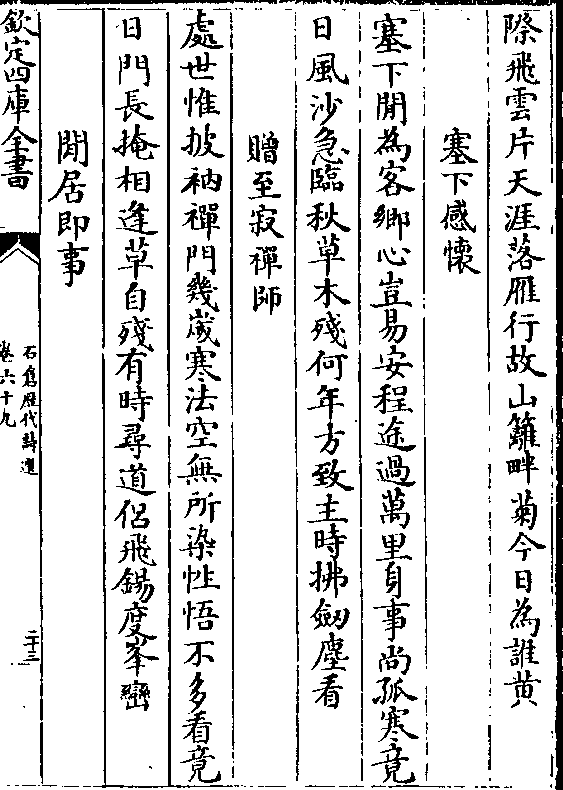 際飛雲片天涯落雁行故山籬畔菊今日為誰黄
塞下感懷
塞下閒為客鄉心豈易安程途過萬里身事尚孤寒竟
日風沙急臨秋草木殘何年方致主時拂劒塵看
贈至寂禪師
處世惟披衲禪門幾歲寒法空無所染性悟不多看竟
日門長掩相逢草自殘有時尋道侶飛錫度峯巒
閒居即事
欽定四庫全書
石倉歷代詩選
卷六十九
二十三